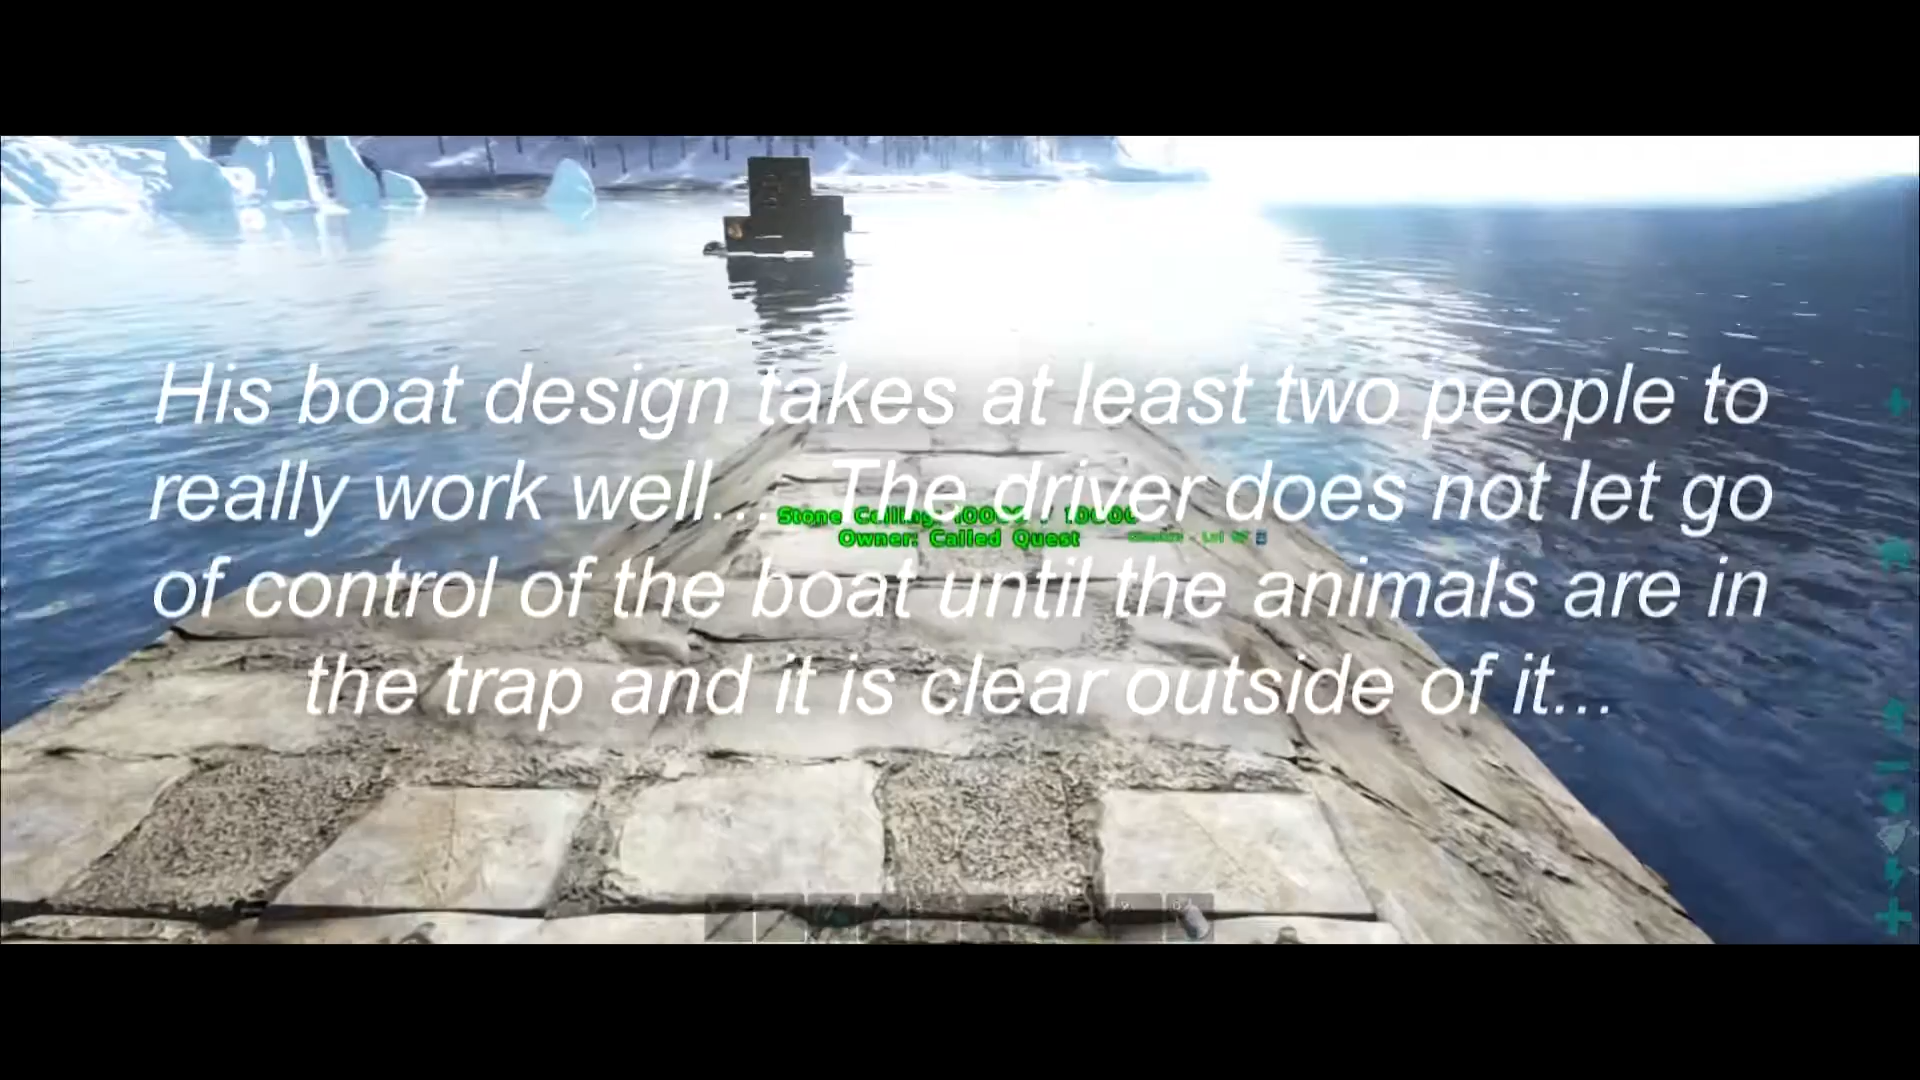 His boat design takes at least two people to
really work well... The driver does not let go
Stone Ceiling
Owner: Called Quest
of control of the boat until the animals are in
the trap and it is clear outside of it...